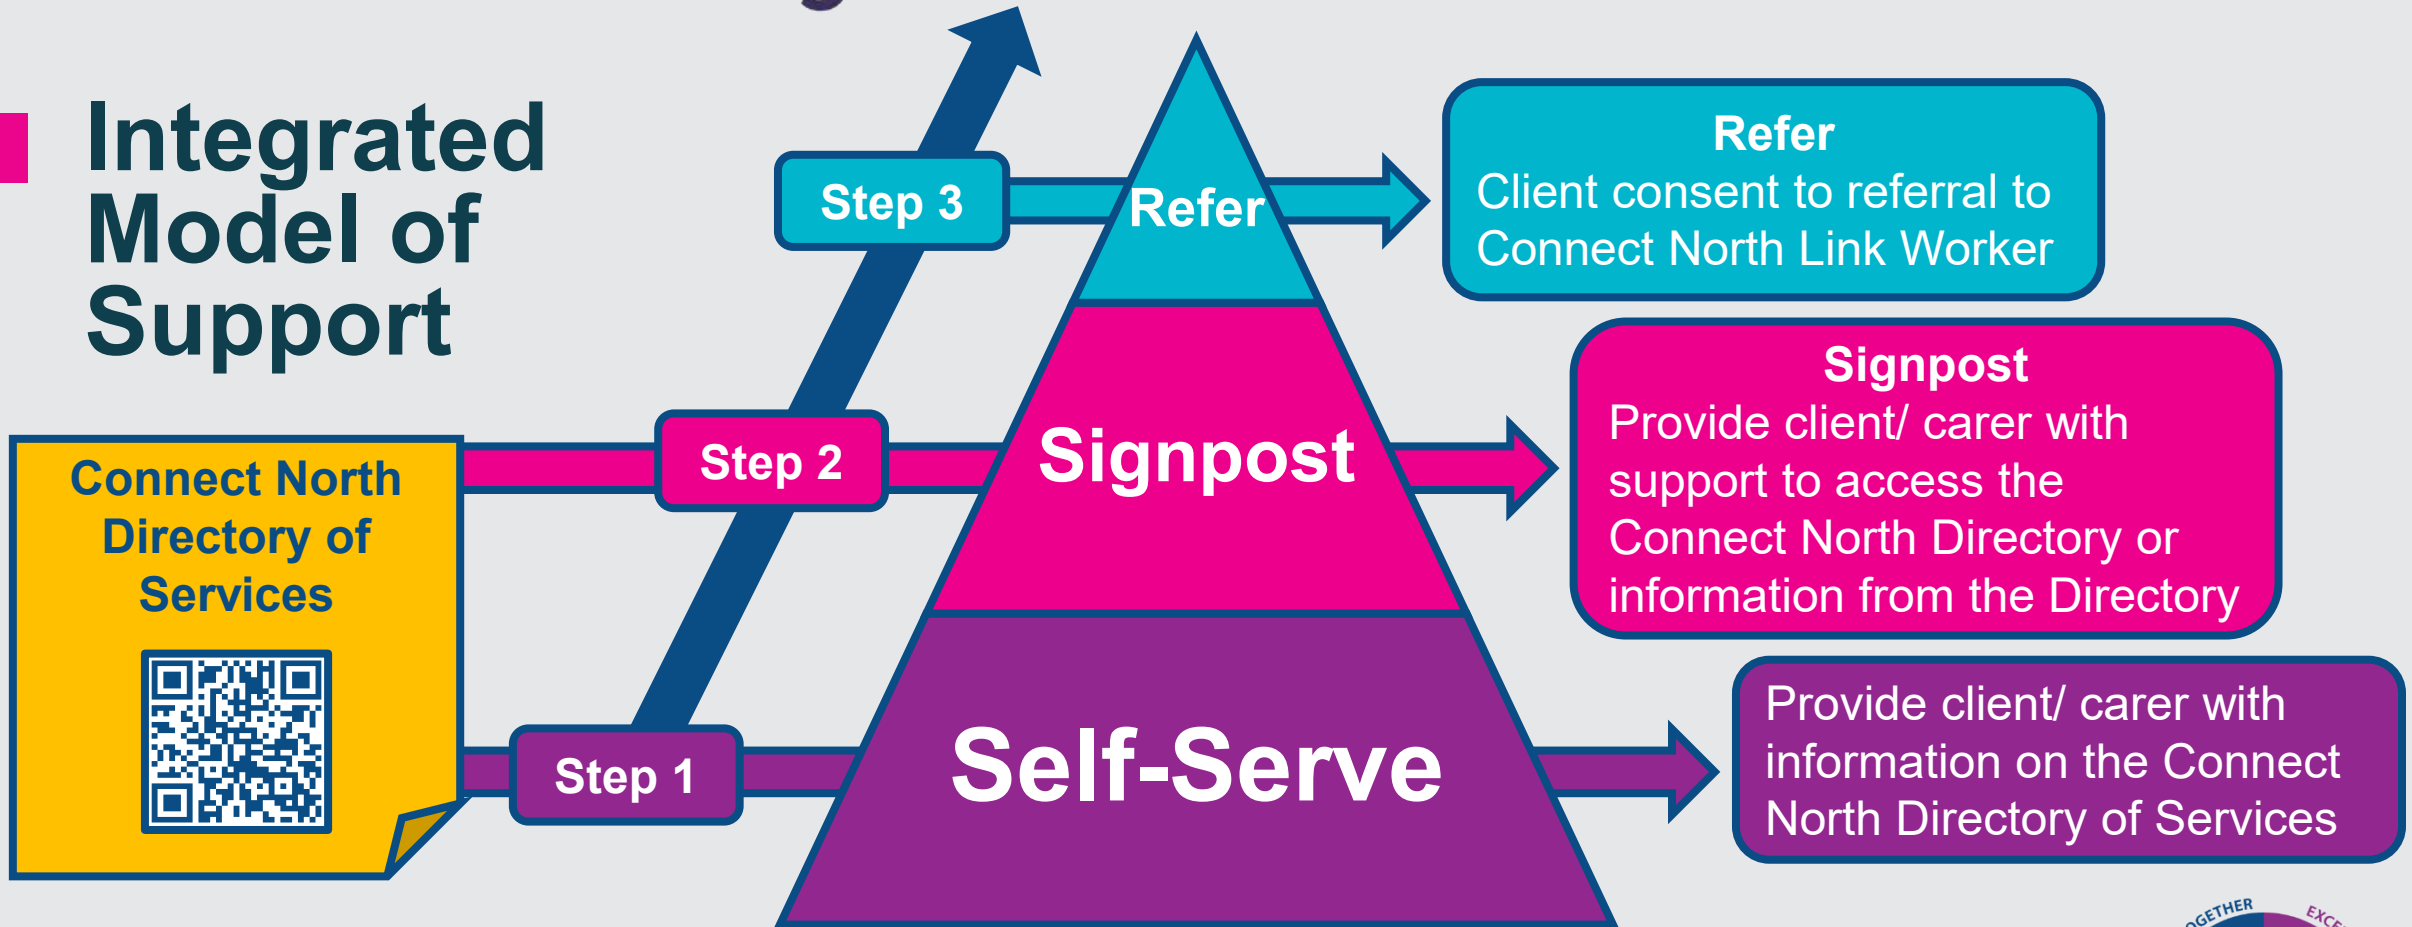 Integrated
Model of
Support
Connect North
Directory of
Services
Step 3
Step 2
Step 1
Refer
Signpost
Self-Serve
Refer
Client consent to referral to
Connect North Link Worker
Signpost
Provide client/ carer with
support to access the
Connect North Directory or
information from the Directory
Provide client/ carer with
information on the Connect
North Directory of Services